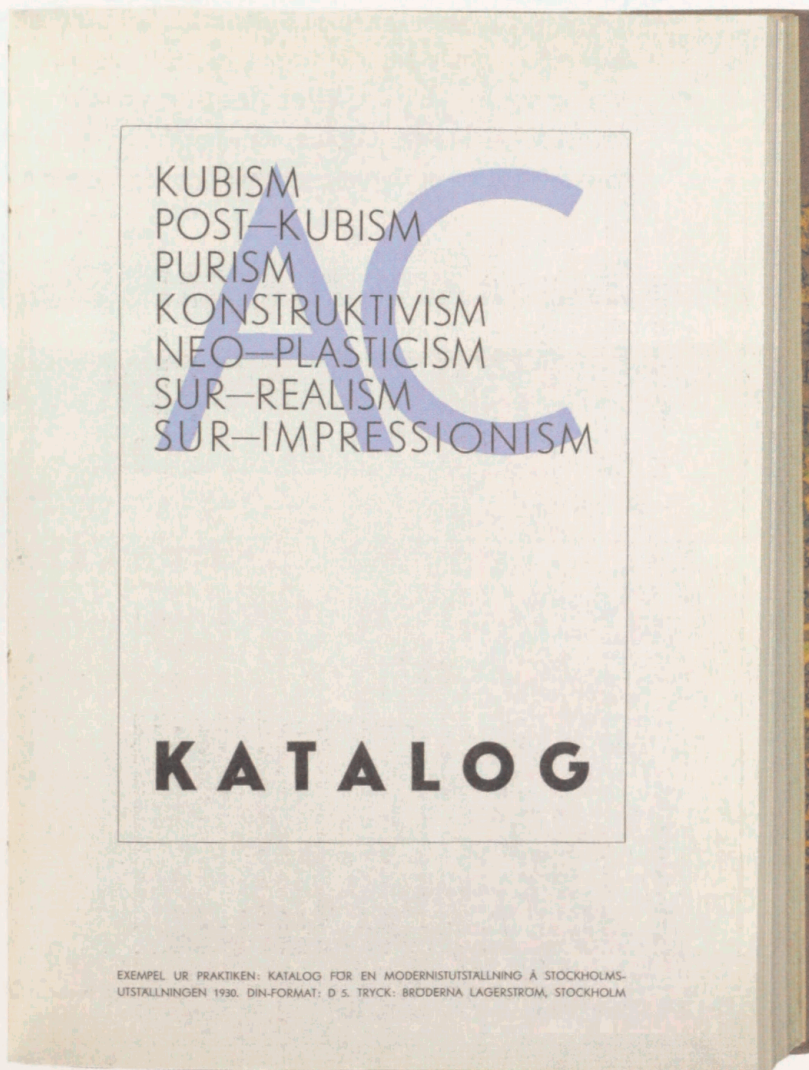 AC
KUBISM
POST—KUBISM
PURISM
KONSTRUKTIVISM
NEO—PLASTICISM
SUR—REALISM
SUR—IMPRESSIONISM
KATALOG
EXEMPEL UR PRAKTIKEN: KATALOG FÖR EN MODERNISTUTSTÄLLNING Å STOCKHOLMS-
UTSTÄLLNINGEN 1930. DIN-FORMAT: D 5. TRYCK: BRÖDERNA LAGERSTRÖM, STOCKHOLM